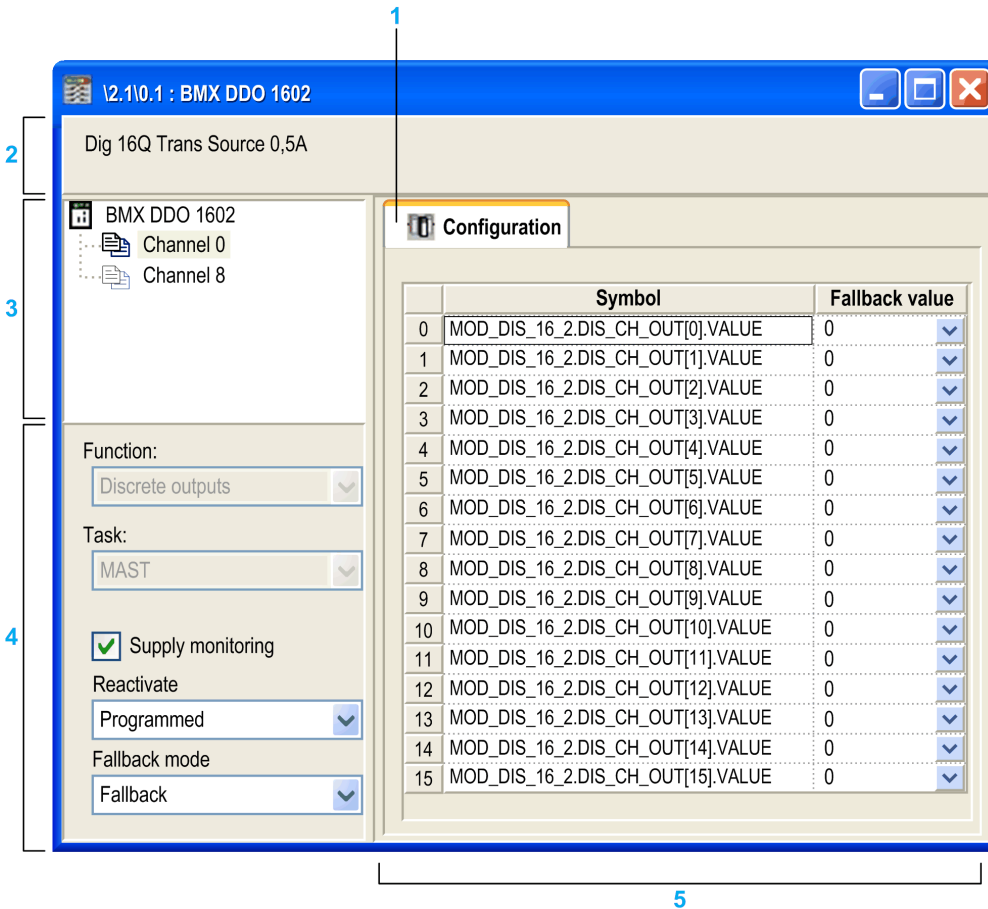 1
\2.1\0.1 : BMX DDO 1602
2
Dig 16Q Trans Source 0,5A
3
BMX DDO 1602
Channel 0
Channel 8
4
Function:
Discrete outputs
Task:
MAST
Supply monitoring
Reactivate
Programmed
Fallback mode
Fallback
Configuration
Symbol Fallback value
0 MOD_DIS_16_2.DIS_CH_OUT[0].VALUE 0
1 MOD_DIS_16_2.DIS_CH_OUT[1].VALUE 0
2 MOD_DIS_16_2.DIS_CH_OUT[2].VALUE 0
3 MOD_DIS_16_2.DIS_CH_OUT[3].VALUE 0
4 MOD_DIS_16_2.DIS_CH_OUT[4].VALUE 0
5 MOD_DIS_16_2.DIS_CH_OUT[5].VALUE 0
6 MOD_DIS_16_2.DIS_CH_OUT[6].VALUE 0
7 MOD_DIS_16_2.DIS_CH_OUT[7].VALUE 0
8 MOD_DIS_16_2.DIS_CH_OUT[8].VALUE 0
9 MOD_DIS_16_2.DIS_CH_OUT[9].VALUE 0
10 MOD_DIS_16_2.DIS_CH_OUT[10].VALUE 0
11 MOD_DIS_16_2.DIS_CH_OUT[11].VALUE 0
12 MOD_DIS_16_2.DIS_CH_OUT[12].VALUE 0
13 MOD_DIS_16_2.DIS_CH_OUT[13].VALUE 0
14 MOD_DIS_16_2.DIS_CH_OUT[14].VALUE 0
15 MOD_DIS_16_2.DIS_CH_OUT[15].VALUE 0
5